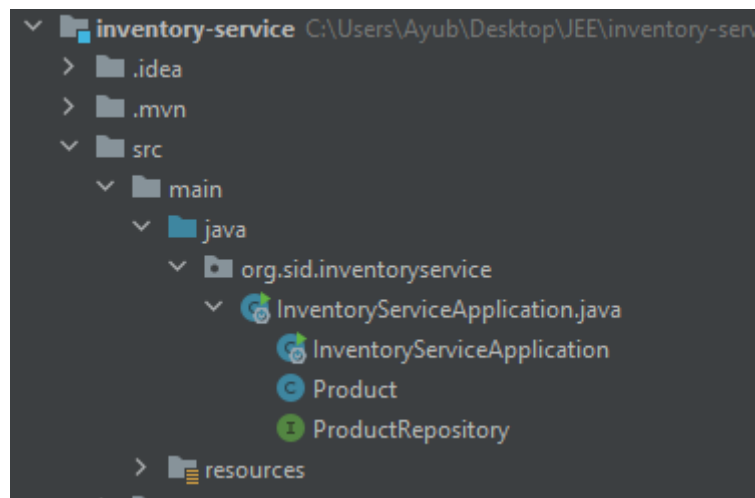 inventory-service C:\Users\Ayub\Desktop\JEE\inventory-serv
.idea
.mvn
src
main
java
org.sid.inventoryservice
InventoryServiceApplication.java
InventoryServiceApplication
Product
ProductRepository
resources